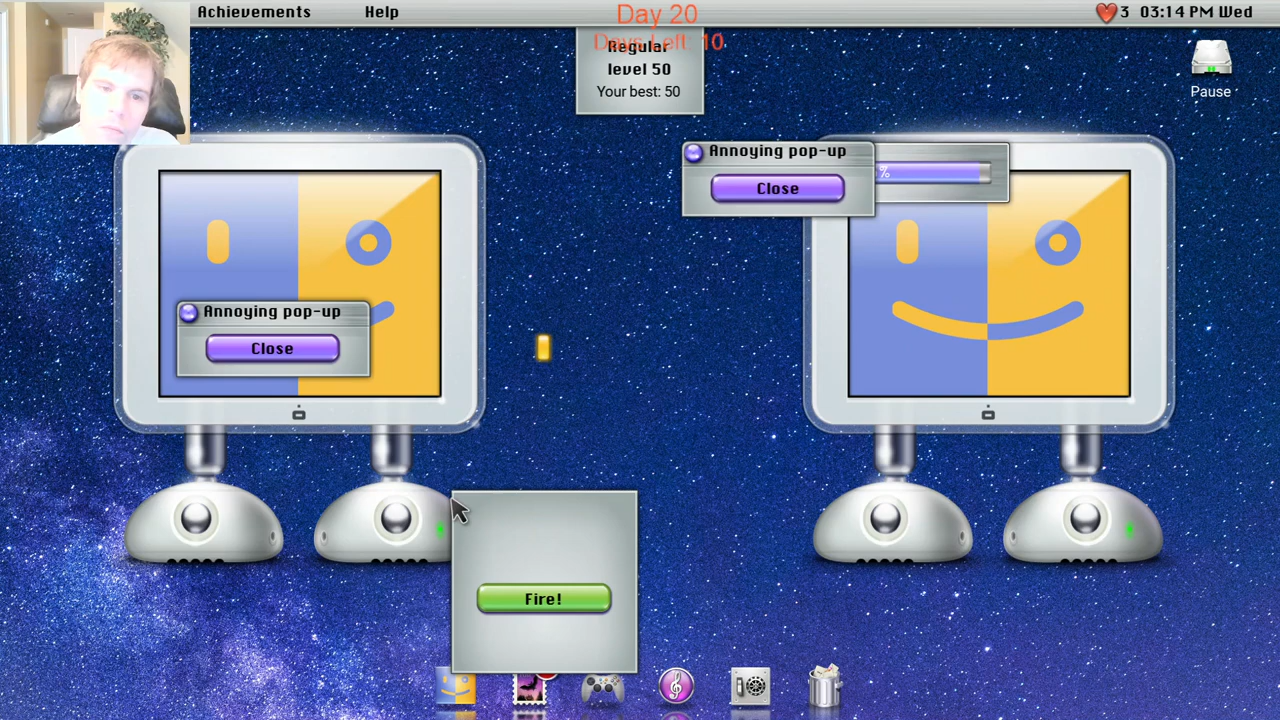 Achievements Help
Day 20
3 03:14 PM Wed
Days Left: 10
Regular
level 50
Your best: 50
Pause
Annoying pop-up
%
Close
Annoying pop-up
Close
Fire!